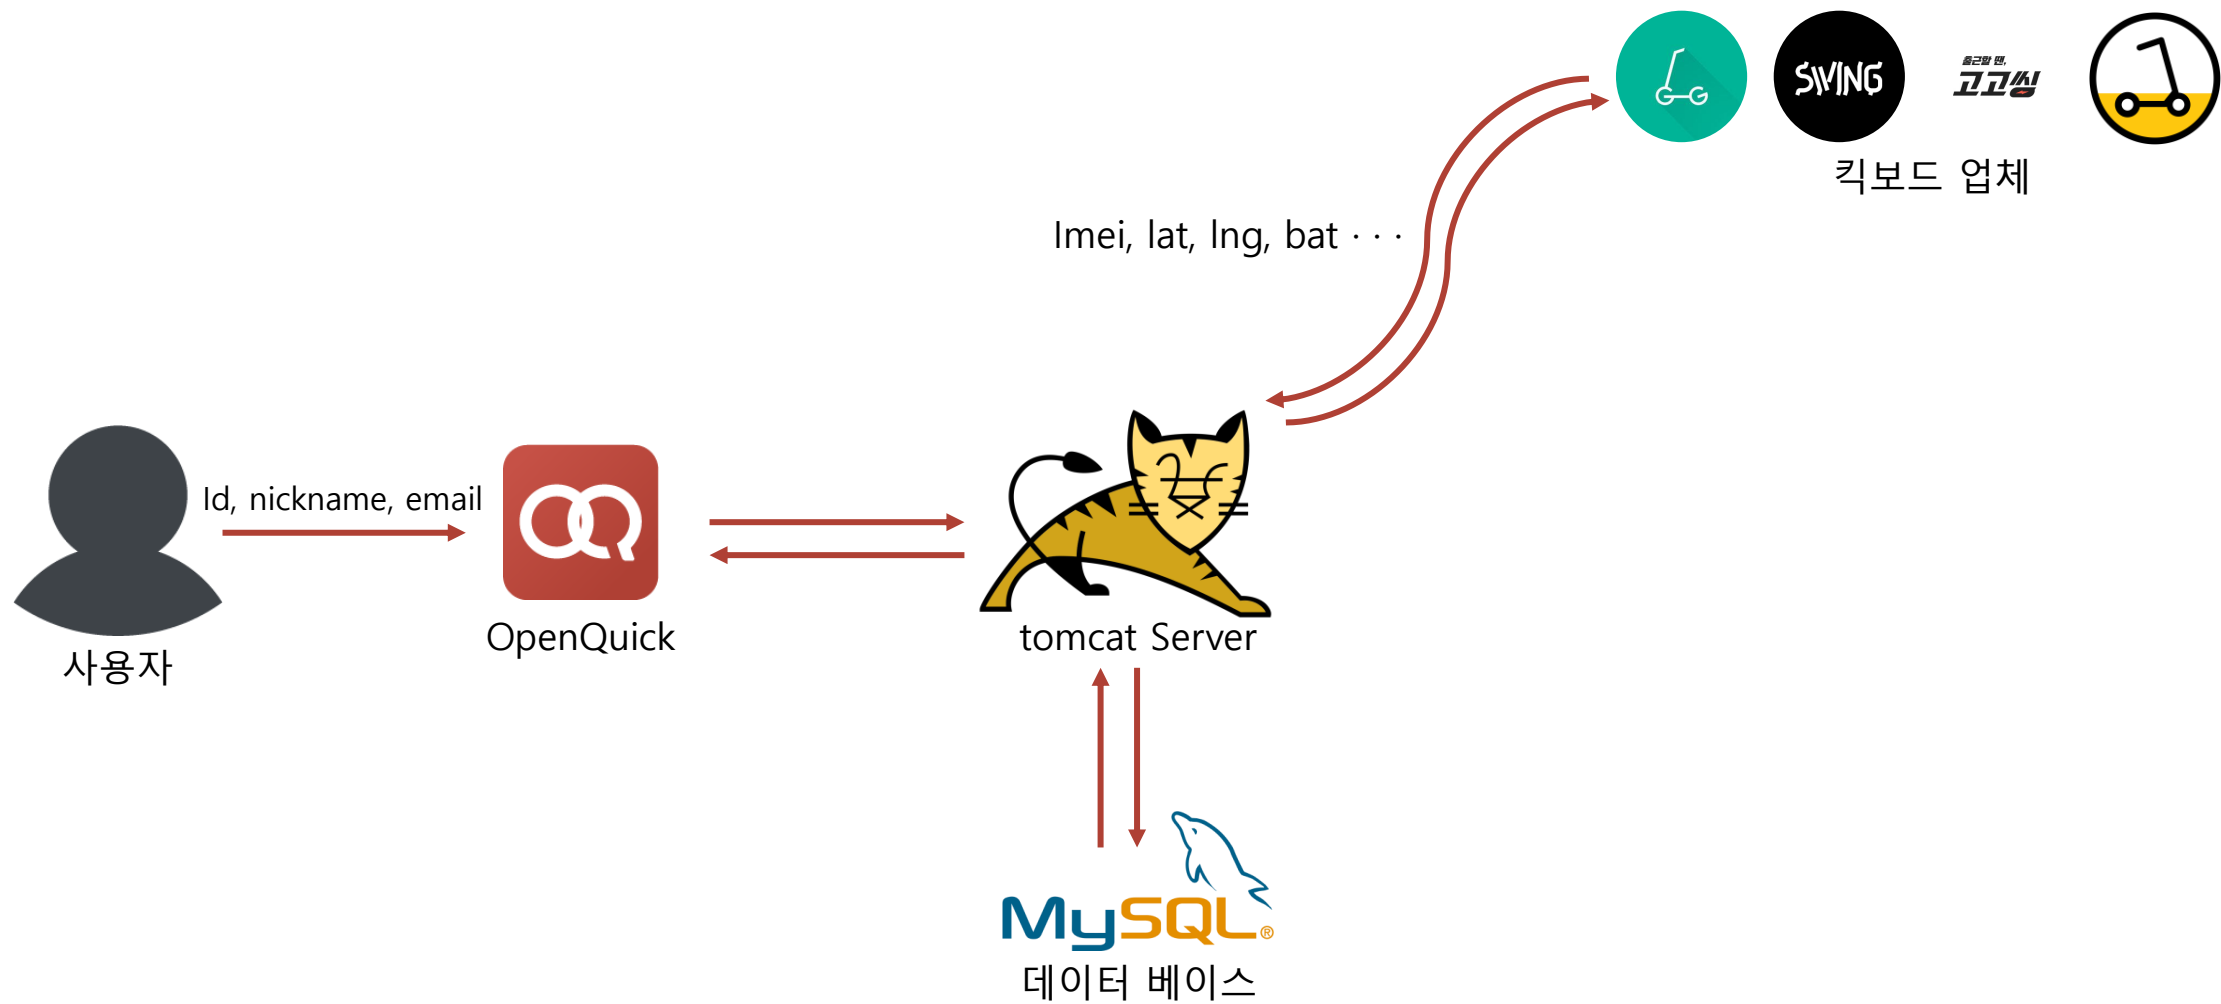 SWING
출근할 땐,
고고씽
킥보드 업체
Imei, lat, lng, bat · · ·
Id, nickname, email
OpenQuick
tomcat Server
사용자
MySQL®
데이터 베이스